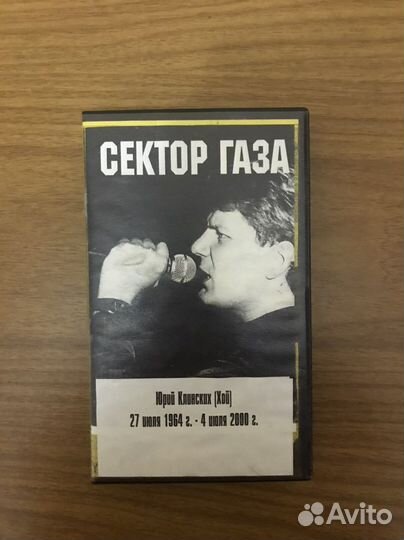 СЕКТОР ГАЗА
Юрий Клинских (Хой)
27 июля 1964 г. - 4 июля 2000 г.
Avito